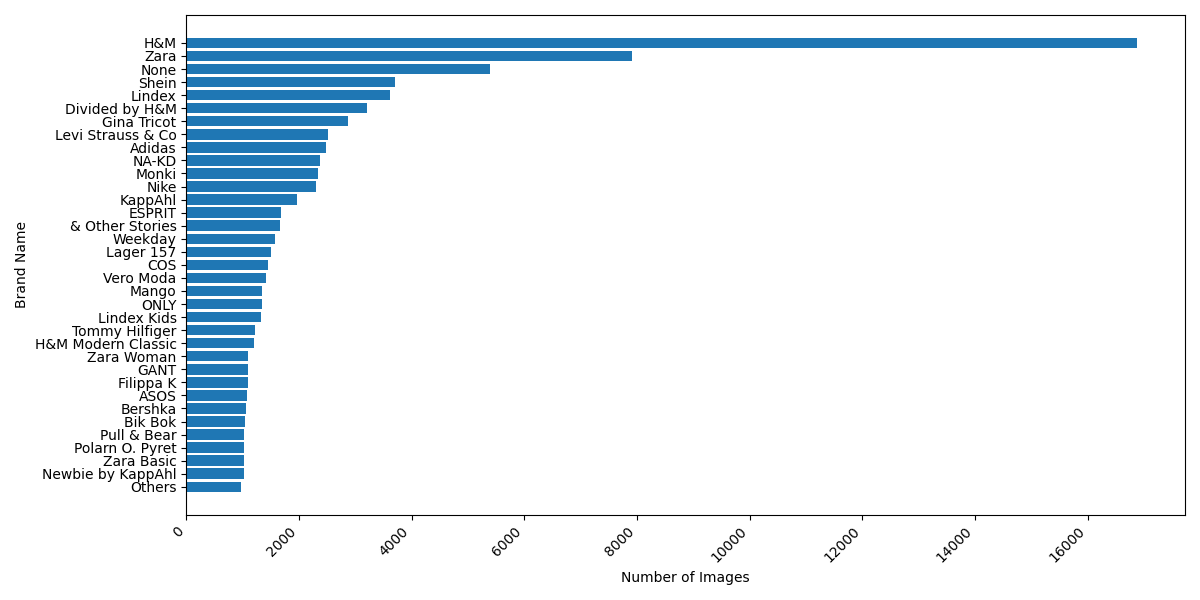 H&M
Zara
None
Shein
Lindex
Divided by H&M
Gina Tricot
Levi Strauss & Co
Adidas
NA-KD
Monki
Nike
KappAhl
ESPRIT
& Other Stories
Weekday
Lager 157
COS
Vero Moda
Mango
ONLY
Lindex Kids
Tommy Hilfiger
H&M Modern Classic
Zara Woman
GANT
Filippa K
ASOS
Bershka
Bik Bok
Pull & Bear
Polarn O. Pyret
Zara Basic
Newbie by KappAhl
Others
Brand Name
0 2000 4000 6000 8000 10000 12000 14000 16000
Number of Images